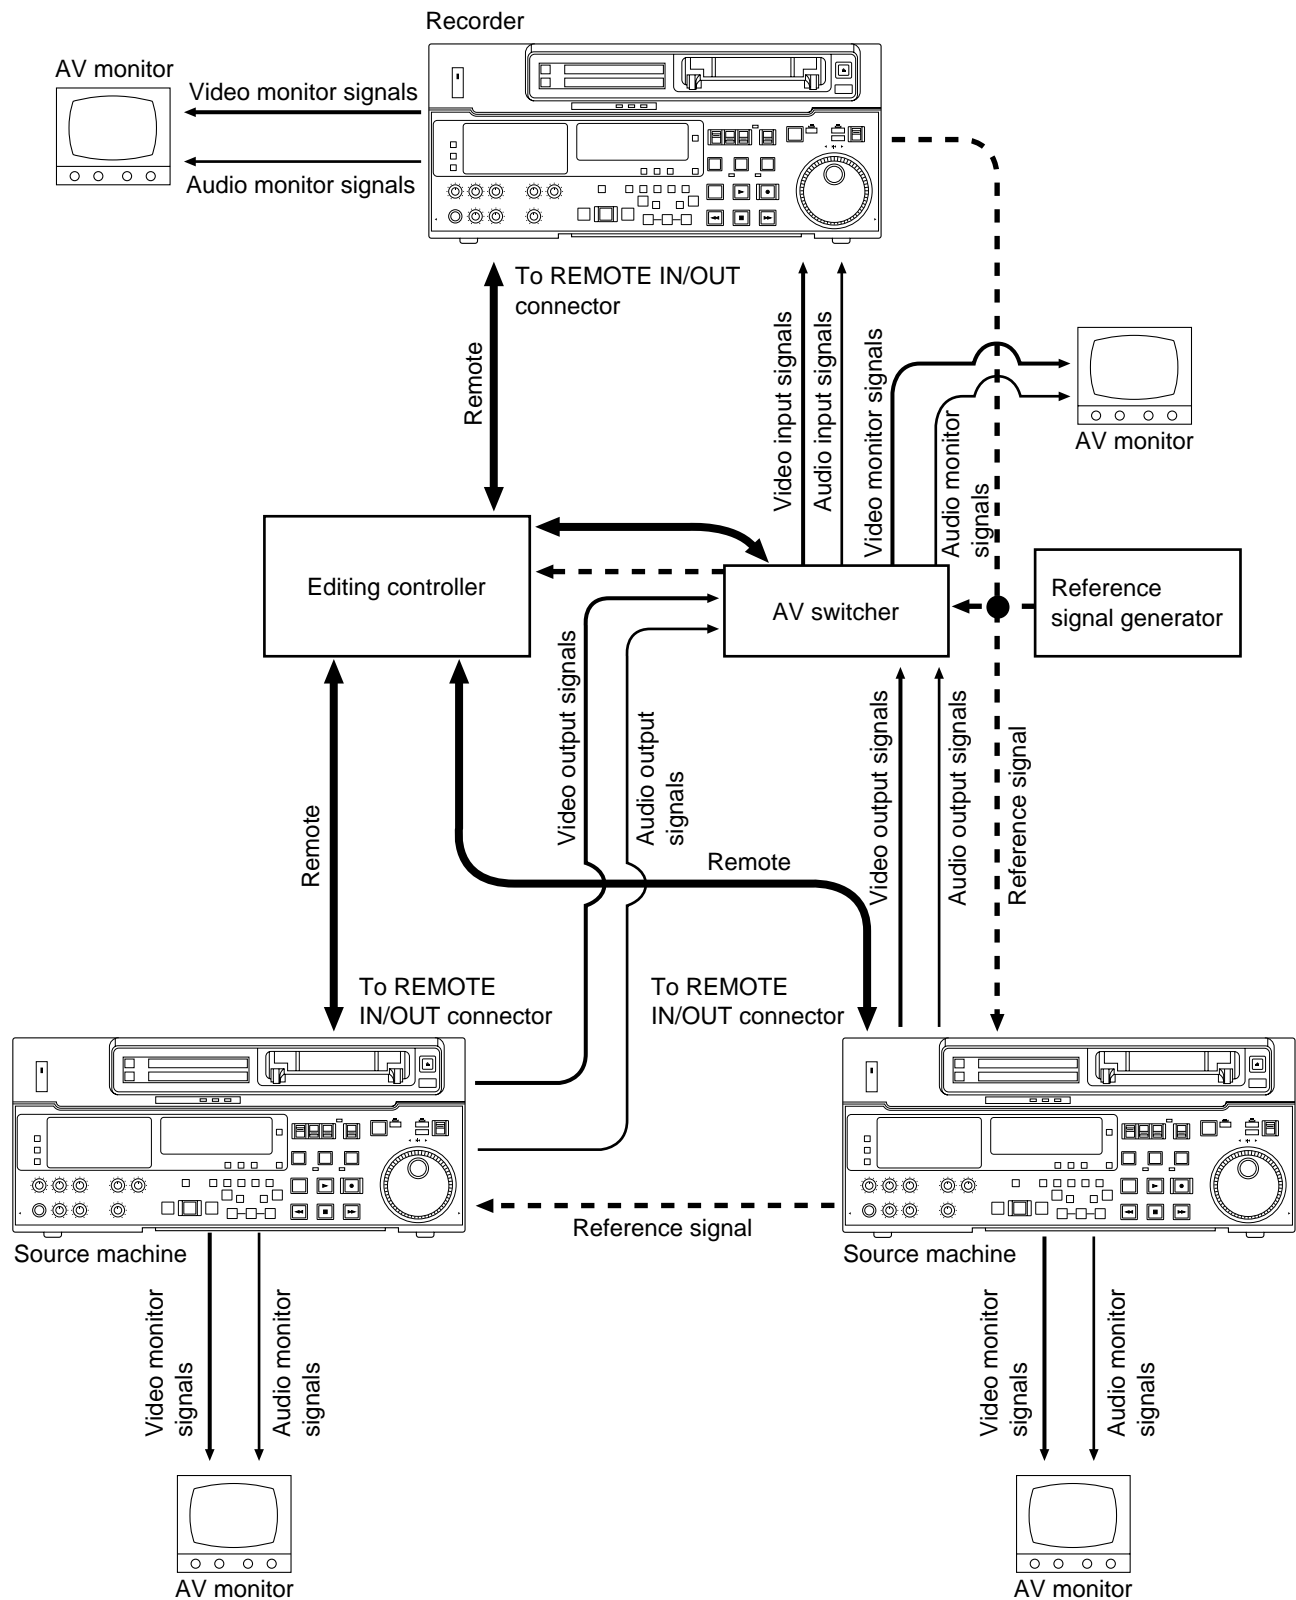 Recorder
AV monitor
Video monitor signals
Audio monitor signals
To REMOTE IN/OUT
connector
Remote
Video input signals
Audio input signals
Video monitor signals
Audio monitor
signals
AV monitor
Editing controller
AV switcher
Reference
signal generator
Remote
Video output signals
Audio output
signals
Remote
Video output signals
Audio output signals
Reference signal
To REMOTE
IN/OUT connector
To REMOTE
IN/OUT connector
Reference signal
Source machine
Source machine
Video monitor
signals
Audio monitor
signals
Video monitor
signals
Audio monitor
signals
AV monitor
AV monitor